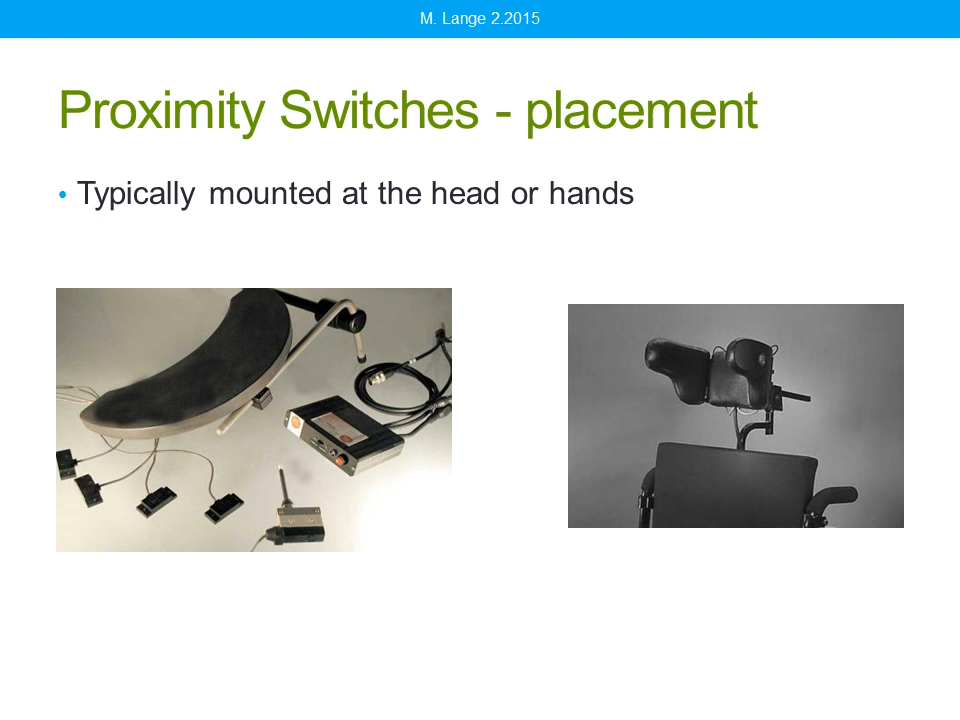 M. Lange 2.2015
Proximity Switches - placement
• Typically mounted at the head or hands